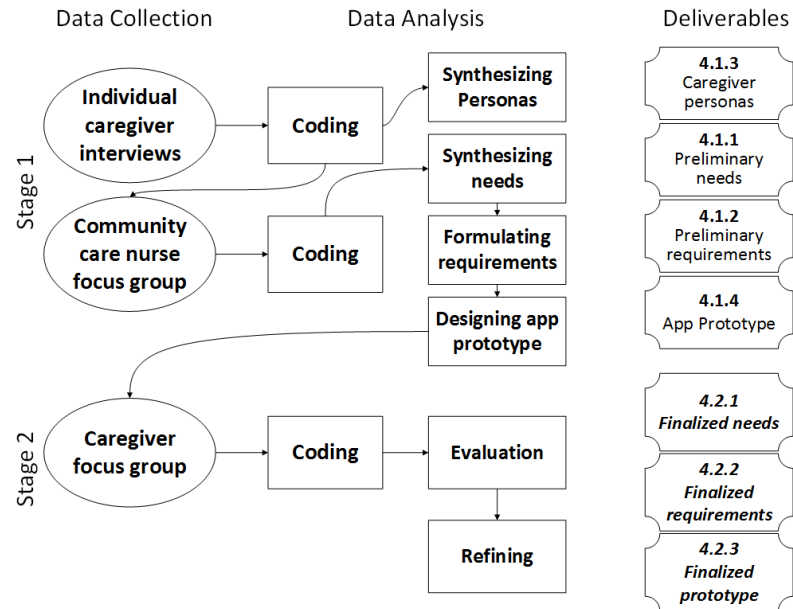 Data Collection
Data Analysis
Deliverables
Stage 1
Individual
caregiver
interviews
Coding
Synthesizing
Personas
4.1.3
Caregiver
personas
Synthesizing
needs
4.1.1
Preliminary
needs
Community
care nurse
focus group
Coding
Formulating
requirements
4.1.2
Preliminary
requirements
Designing app
prototype
4.1.4
App Prototype
Stage 2
Caregiver
focus group
Coding
Evaluation
Refining
4.2.1
Finalized needs
4.2.2
Finalized
requirements
4.2.3
Finalized
prototype